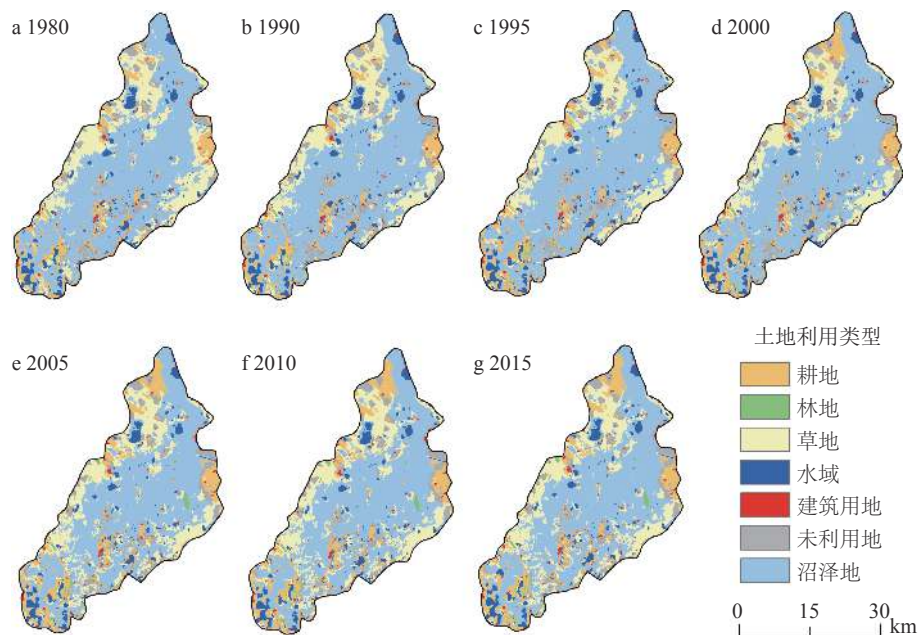 a 1980
b 1990
c 1995
d 2000
e 2005
f 2010
g 2015
土地利用类型
耕地
林地
草地
水域
建筑用地
未利用地
沼泽地
0 15 30
km